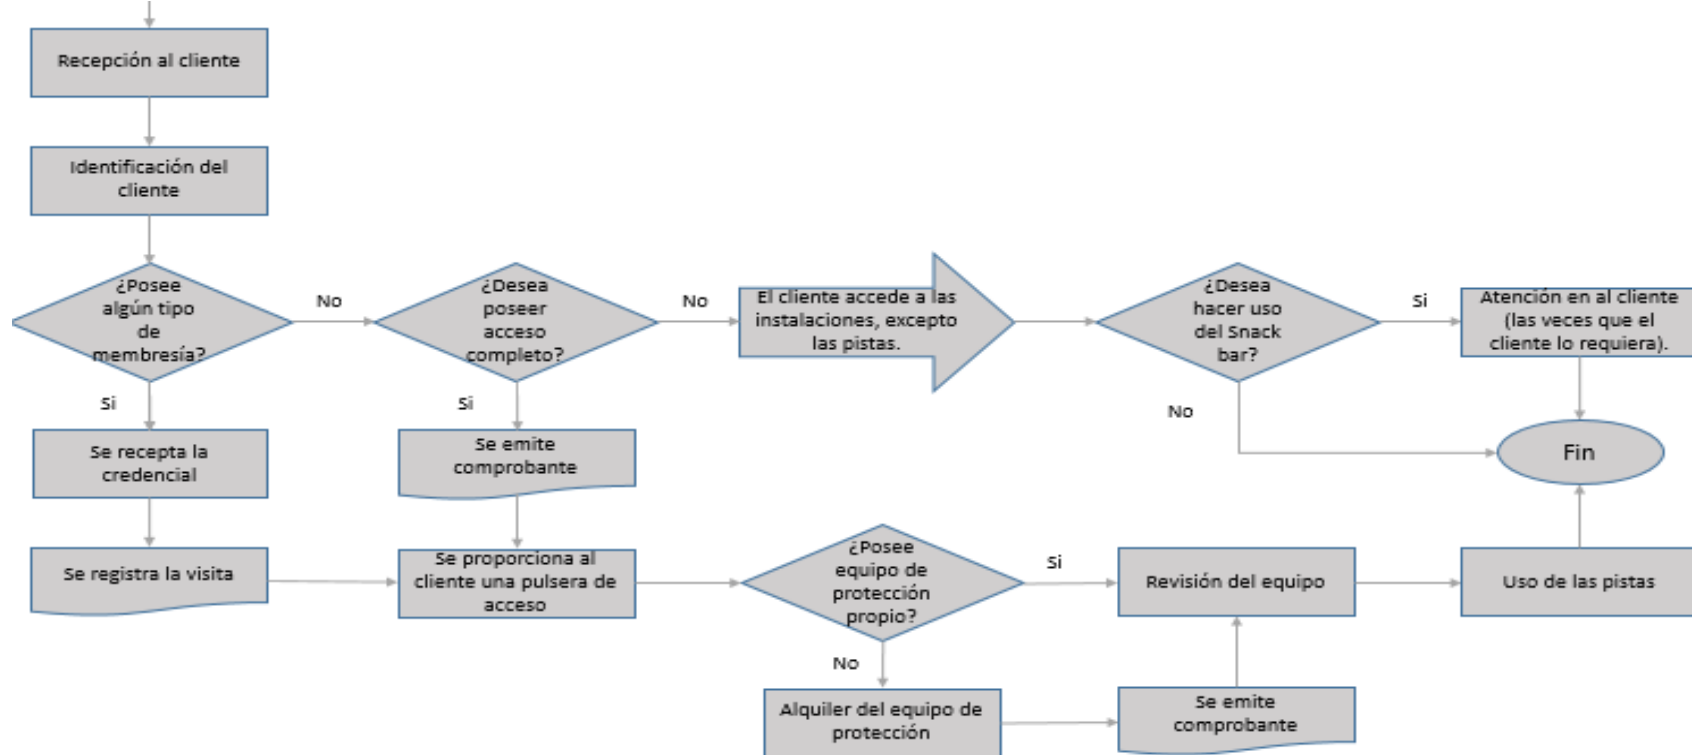 Recepción al cliente
Identificación del
cliente
¿Posee
algún tipo
de
membresía?
No
¿Desea
poseer
acceso
completo?
No
El cliente accede a las
instalaciones, excepto
las pistas.
¿Desea
hacer uso
del Snack
bar?
Si
Atención en al cliente
(las veces que el
cliente lo requiera).
Si
Si
No
Se recepta la
credencial
Se emite
comprobante
Fin
Se registra la visita
Se proporciona al
cliente una pulsera de
acceso
¿Posee
equipo de
protección
propio?
Si
Revisión del equipo
Uso de las pistas
No
Alquiler del equipo de
protección
Se emite
comprobante